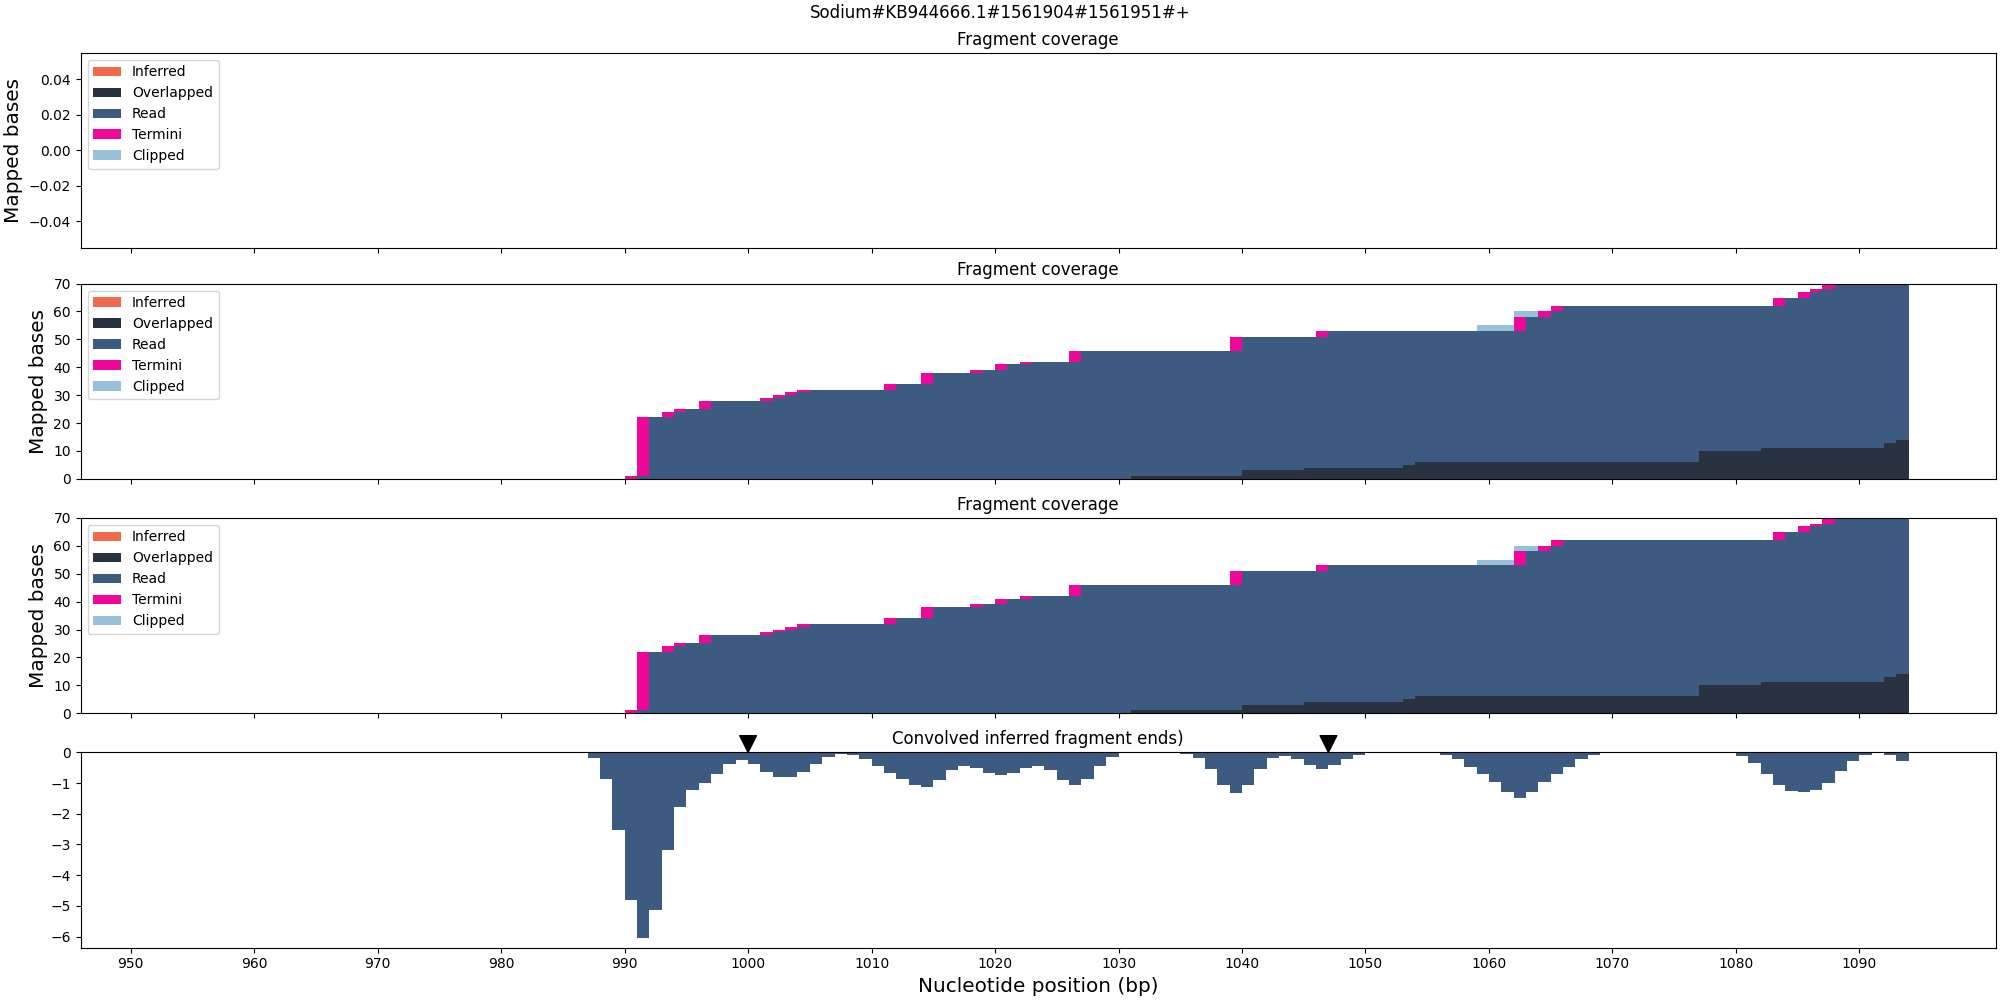 Sodium#KB944666.1#1561904#1561951#+
Fragment coverage
Mapped bases
0.04
0.02
0.00
−0.02
−0.04
Inferred
Overlapped
Read
Termini
Clipped
Fragment coverage
Mapped bases
70
60
50
40
30
20
10
0
Inferred
Overlapped
Read
Termini
Clipped
Fragment coverage
Mapped bases
70
60
50
40
30
20
10
0
Inferred
Overlapped
Read
Termini
Clipped
Convolved inferred fragment ends)
0
−1
−2
−3
−4
−5
−6
950 960 970 980 990 1000 1010 1020 1030 1040 1050 1060 1070 1080 1090
Nucleotide position (bp)